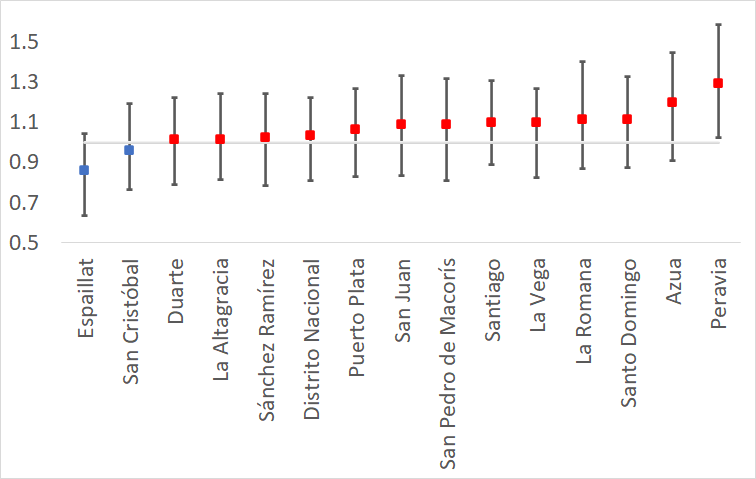 1.5
1.3
1.1
0.9
0.7
0.5
Espaillat
San Cristóbal
Duarte
La Altagracia
Sánchez Ramírez
Distrito Nacional
Puerto Plata
San Juan
San Pedro de Macorís
Santiago
La Vega
La Romana
Santo Domingo
Azua
Peravia